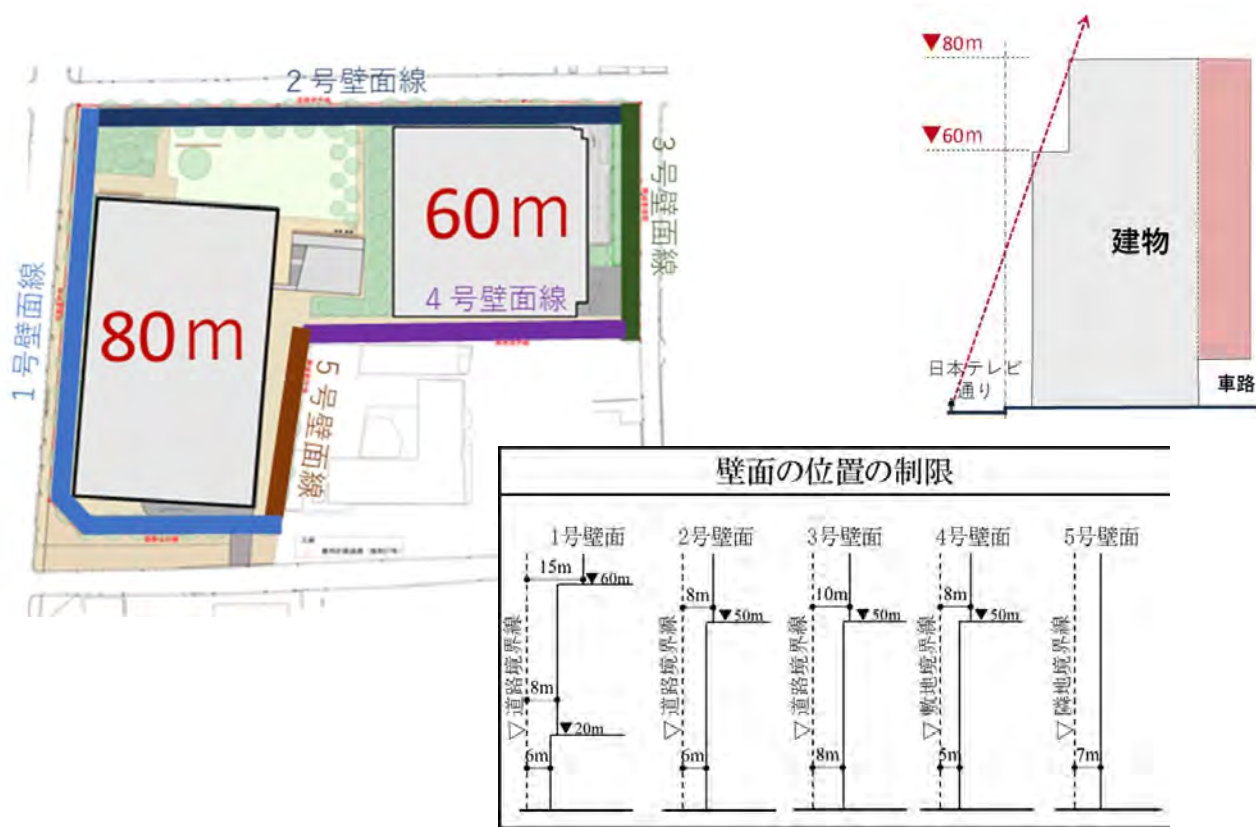 2号壁面線
1号壁面線
3号壁面線
60m
4号壁面線
80m
5号壁面線
▼80m
▼60m
建物
日本テレビ
通り
車路
壁面の位置の制限
1号壁面
2号壁面
3号壁面
4号壁面
5号壁面
15m
▼60m
8m
▼20m
6m
▽道路境界線
8m
▼50m
6m
▽道路境界線
10m
▼50m
8m
▽道路境界線
8m
▼50m
5m
▽敷地境界線
7m
▽隣地境界線